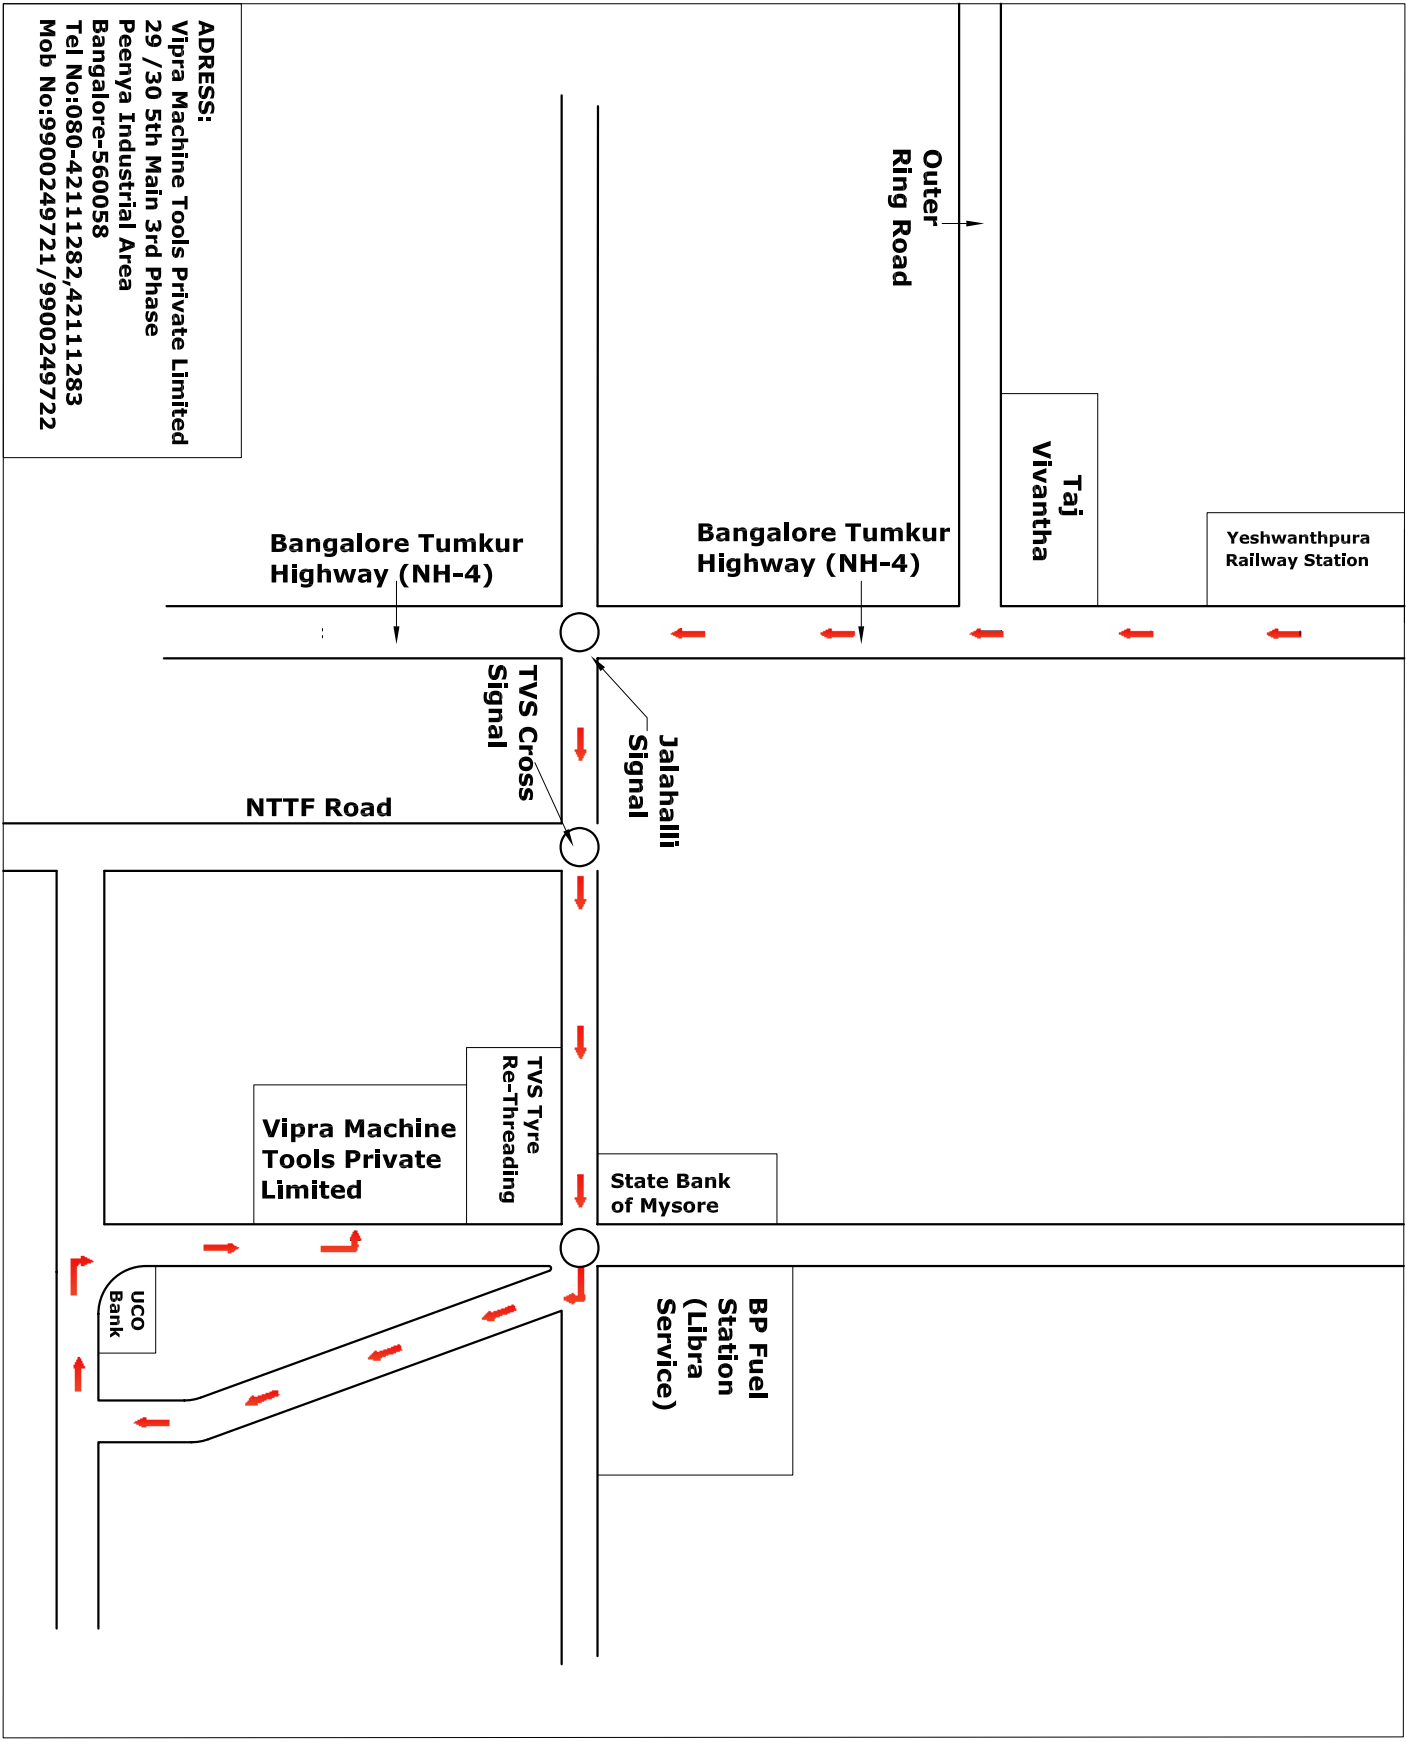 ADRESS:
Vipra Machine Tools Private Limited
29 /30 5th Main 3rd Phase
Peenya Industrial Area
Bangalore-560058
Tel No:080-42111282,42111283
Mob No:9900249721/9900249722
Outer
Ring Road
Taj
Vivantha
Yeshwanthpura
Railway Station
Bangalore Tumkur
Highway (NH-4)
Bangalore Tumkur
Highway (NH-4)
TVS Cross
Signal
Jalahalli
Signal
NTTF Road
TVS Tyre
Re-Threading
Vipra Machine
Tools Private
Limited
State Bank
of Mysore
UCO
Bank
BP Fuel
Station
(Libra
Service)